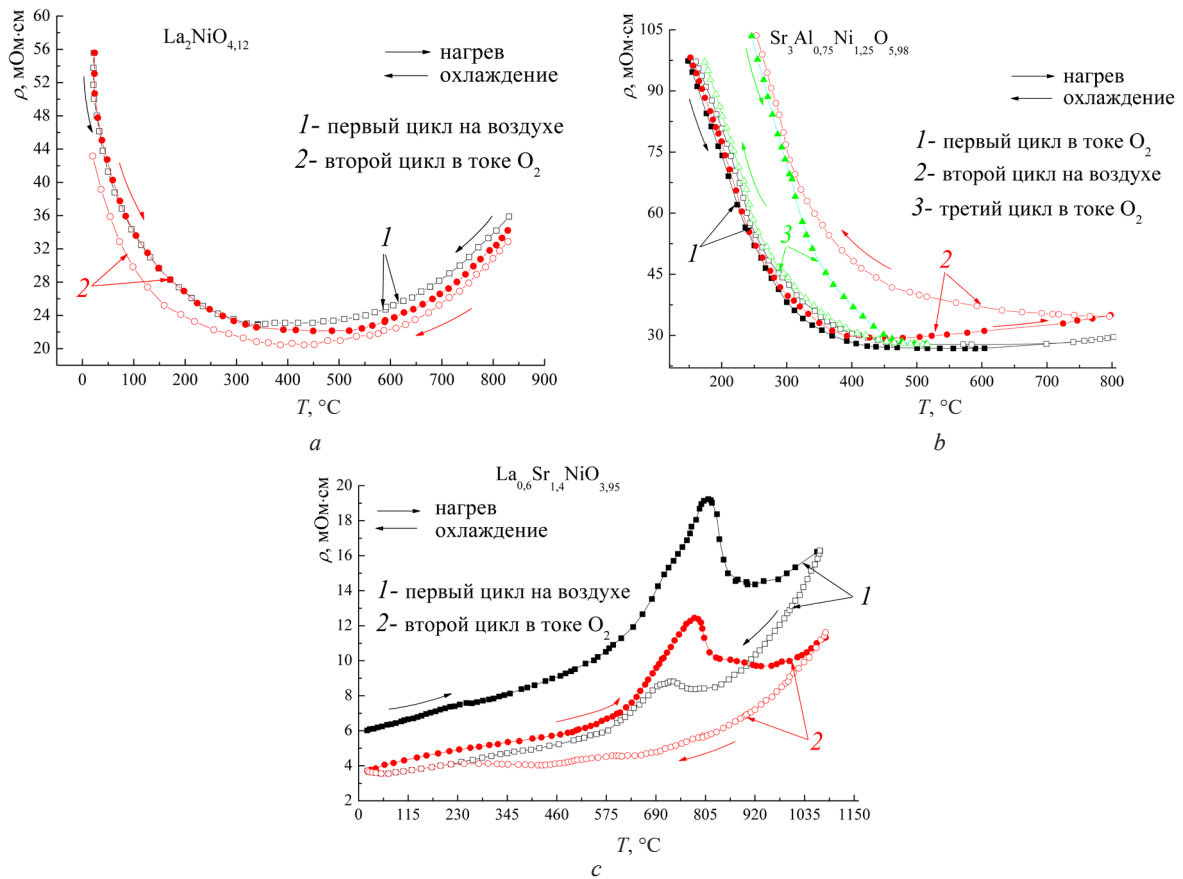 La2NiO4,12
нагрев
охлаждение
1- первый цикл на воздухе
2- второй цикл в токе O2
1
2
ρ, мОм·см
60
56
52
48
44
40
36
32
28
24
20
0 100 200 300 400 500 600 700 800 900
T, °C
a
Sr3Al0,75Ni1,25O5,98
нагрев
охлаждение
1- первый цикл в токе O2
2- второй цикл на воздухе
3- третий цикл в токе O2
1
3
2
ρ, мОм·см
105
90
75
60
45
30
200 300 400 500 600 700 800
T, °C
b
La0,6Sr1,4NiO3,95
нагрев
охлаждение
1- первый цикл на воздухе
2- второй цикл в токе O2
1
2
ρ, мОм·см
20
18
16
14
12
10
8
6
4
2
0 115 230 345 460 575 690 805 920 1035 1150
T, °C
c